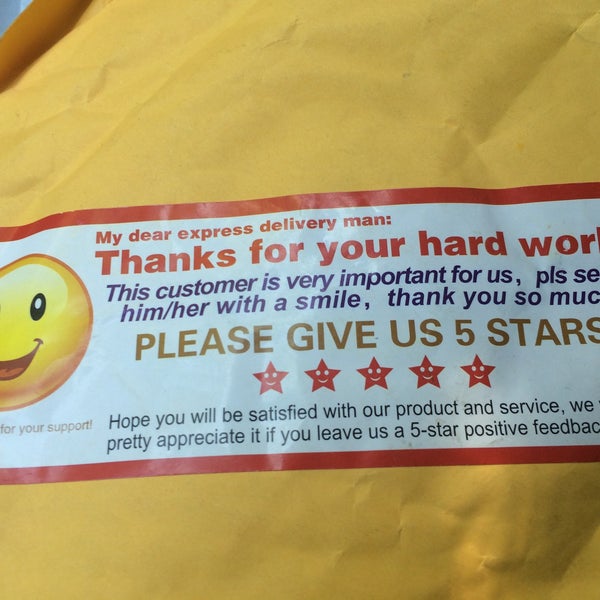 My dear express delivery man:
Thanks for your hard wor
This customer is very important for us, pls se
him/her with a smile, thank you so muc
PLEASE GIVE US 5 STARS
for your support!
Hope you will be satisfied with our product and service, we
pretty appreciate it if you leave us a 5-star positive feedbac